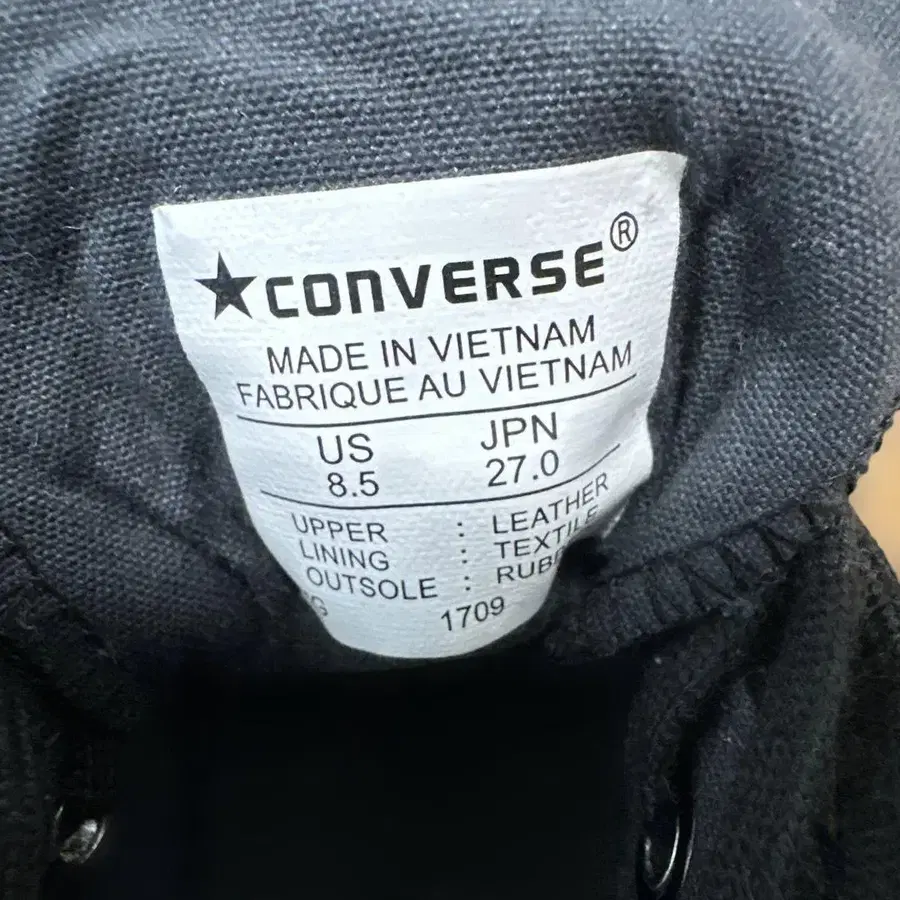 ★CONVERSE®
MADE IN VIETNAM
FABRIQUE AU VIETNAM
US JPN
8.5 27.0
UPPER : LEATHER
LINING : TEXTILE
OUTSOLE :
1709